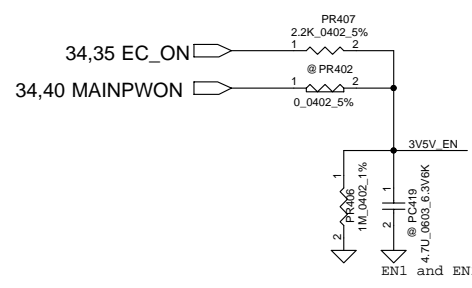 PR407
2.2K_0402_5%
34,35 EC_ON
1 2
@ PR402
34,40 MAINPWON
1 2
0_0402_5%
3V5V_EN
1
PR406
1M_0402_1%
2
1
@ PC419
4.7U_0603_6.3V6K
2
EN1 and EN